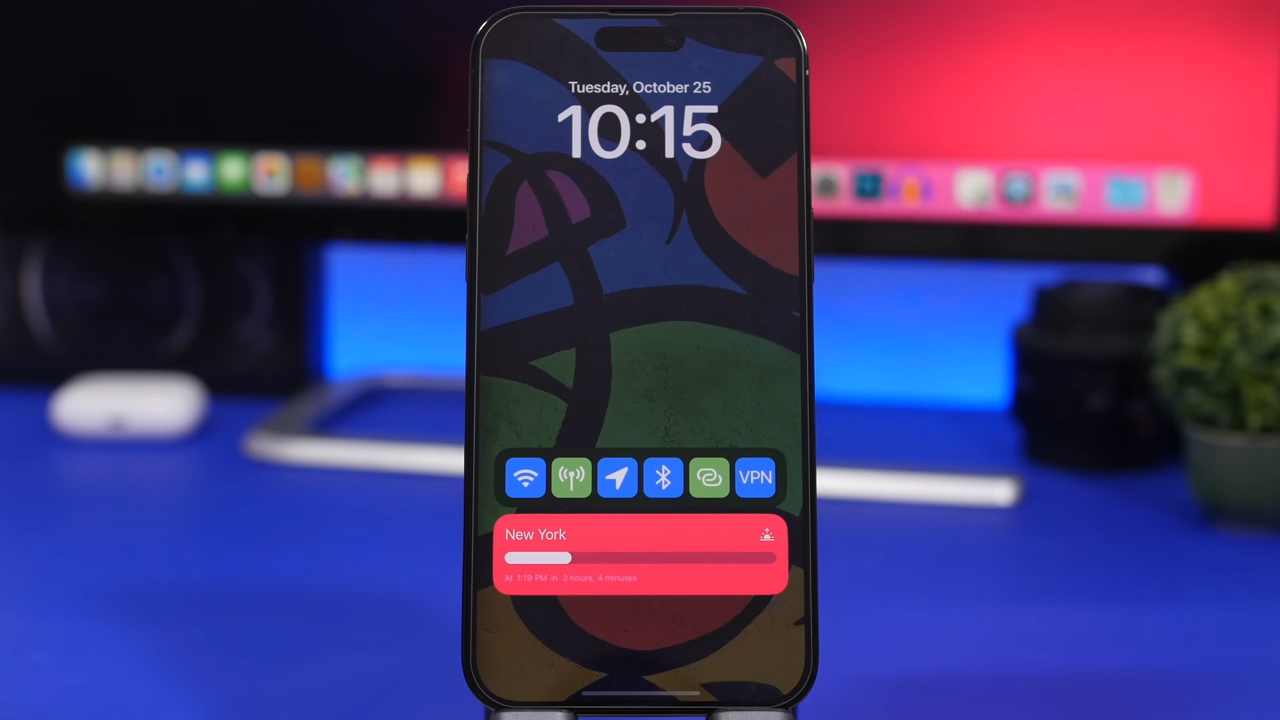 Tuesday, October 25
10:15
VPN
New York
At 1:19 PM in 3 hours, 4 minutes